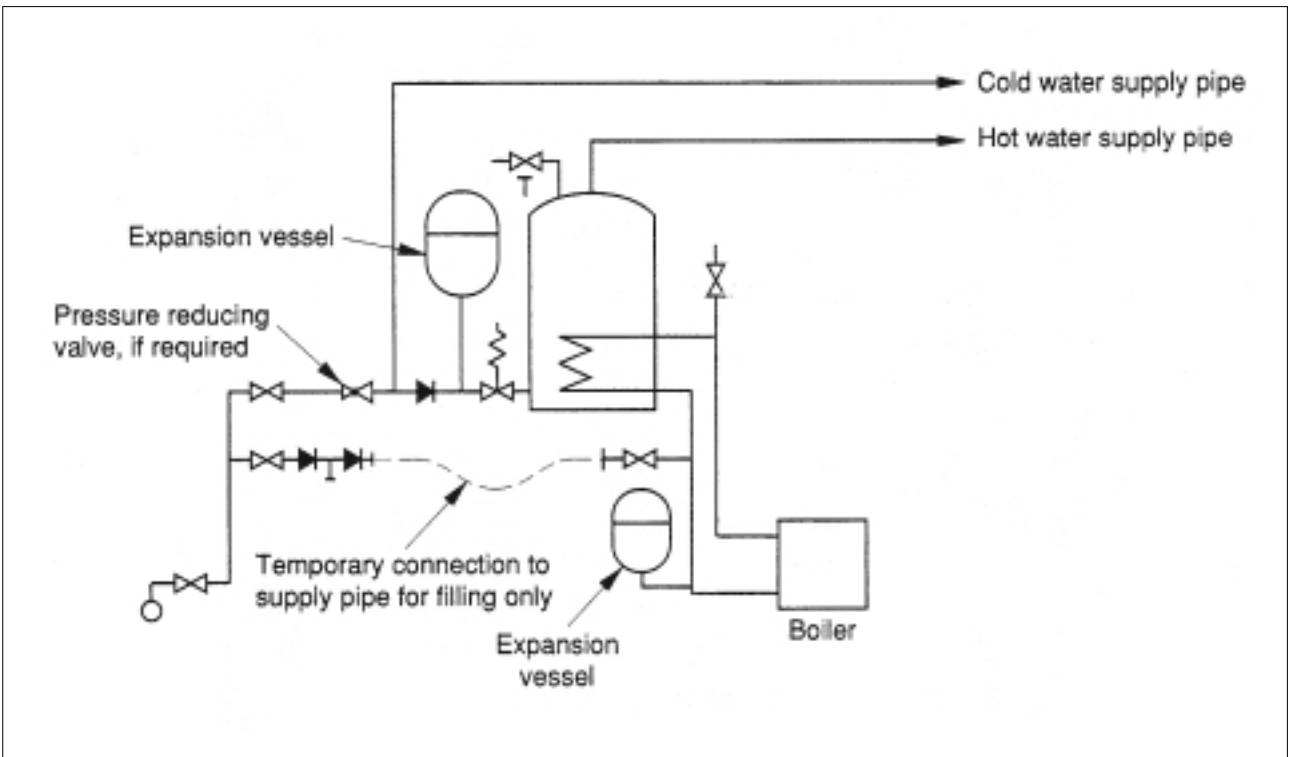 Cold water supply pipe
Hot water supply pipe
Expansion vessel
Pressure reducing
valve, if required
Temporary connection to
supply pipe for filling only
Expansion
vessel
Boiler